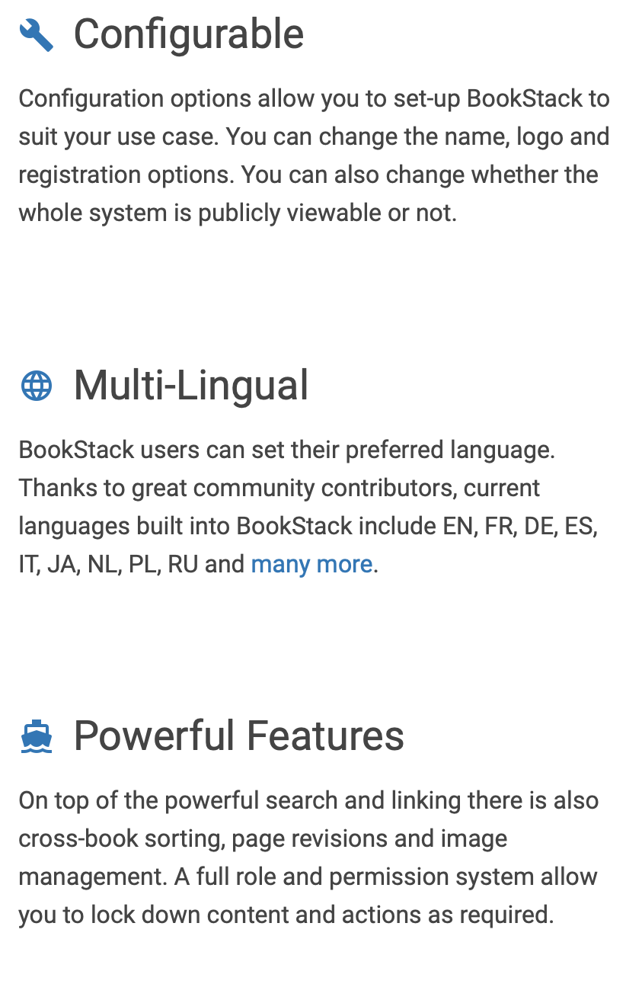 Configurable
Configuration options allow you to set-up BookStack to
suit your use case. You can change the name, logo and
registration options. You can also change whether the
whole system is publicly viewable or not.
Multi-Lingual
BookStack users can set their preferred language.
Thanks to great community contributors, current
languages built into BookStack include EN, FR, DE, ES,
IT, JA, NL, PL, RU and many more.
Powerful Features
On top of the powerful search and linking there is also
cross-book sorting, page revisions and image
management. A full role and permission system allow
you to lock down content and actions as required.